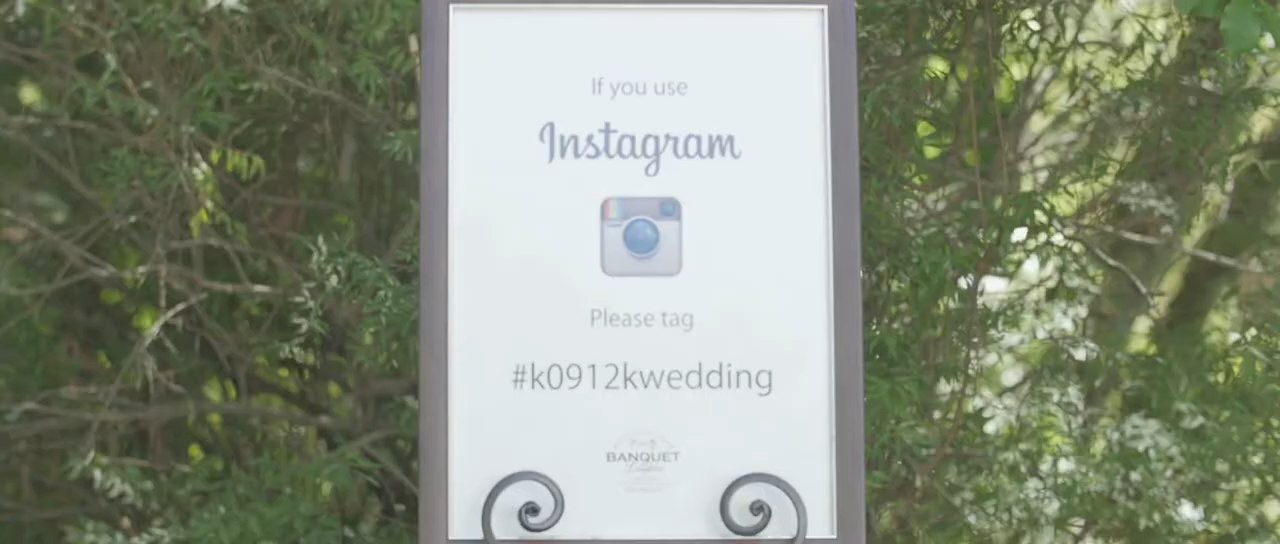 If you use
Instagram
Please tag
#k0912kwedding
BANQUET